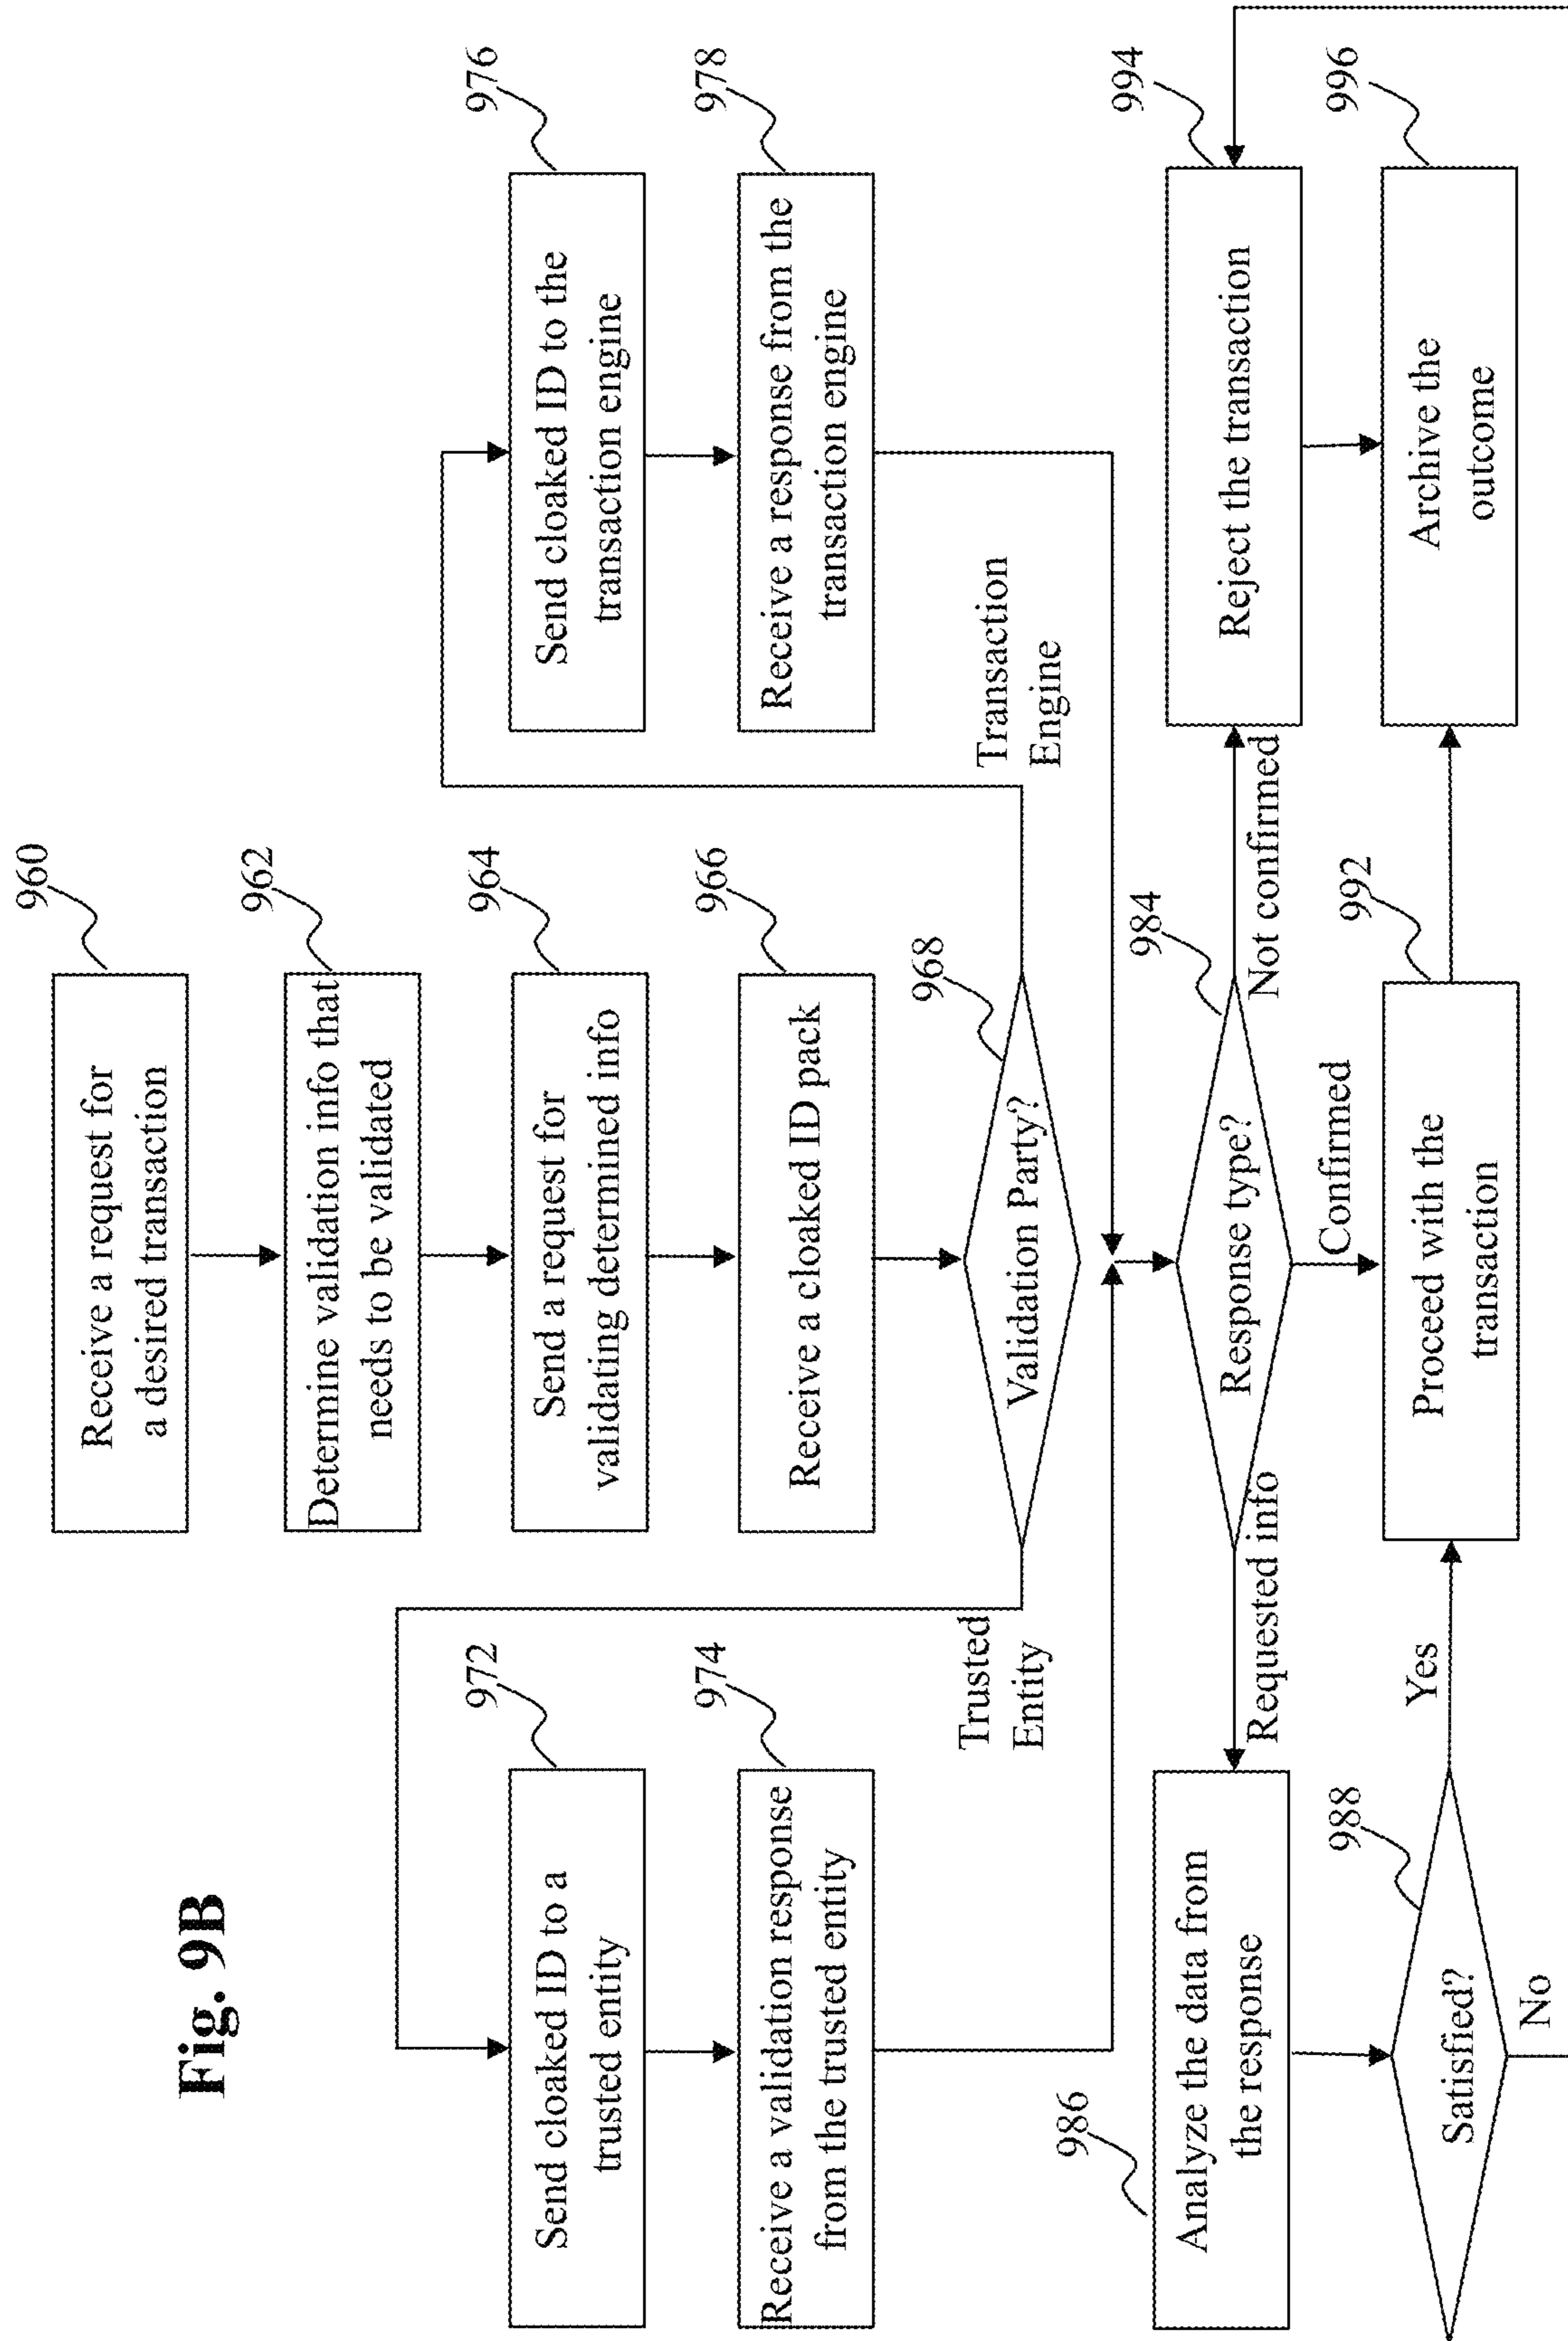 Fig. 9B
960
Receive a request for
a desired transaction
962
Determine validation info that
needs to be validated
964
Send a request for
validating determined info
966
Receive a cloaked ID pack
968
Validation Party?
Trusted
Entity
Transaction
Engine
972
Send cloaked ID to a
trusted entity
974
Receive a validation response
from the trusted entity
976
Send cloaked ID to the
transaction engine
978
Receive a response from the
transaction engine
984
Response type?
Requested info
Confirmed
Not confirmed
986
Analyze the data from
the response
988
Satisfied?
Yes
No
992
Proceed with the
transaction
994
Reject the transaction
996
Archive the
outcome